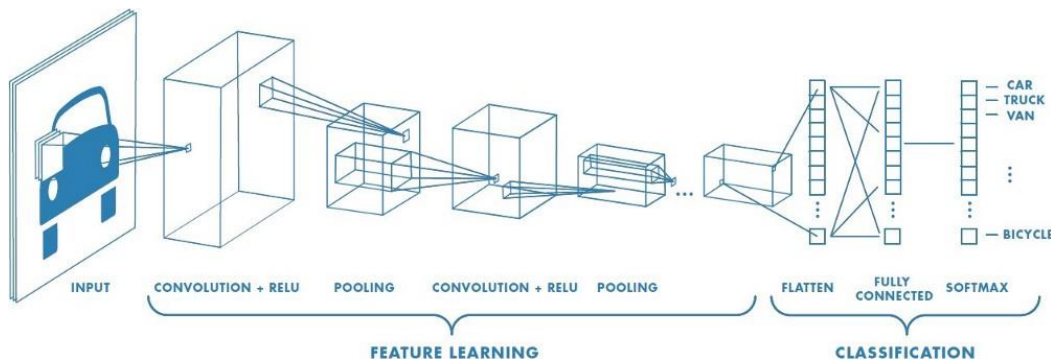 CAR
TRUCK
VAN
BICYCLE
INPUT
CONVOLUTION + RELU
POOLING
CONVOLUTION + RELU
POOLING
FLATTEN
FULLY
CONNECTED
SOFTMAX
FEATURE LEARNING
CLASSIFICATION